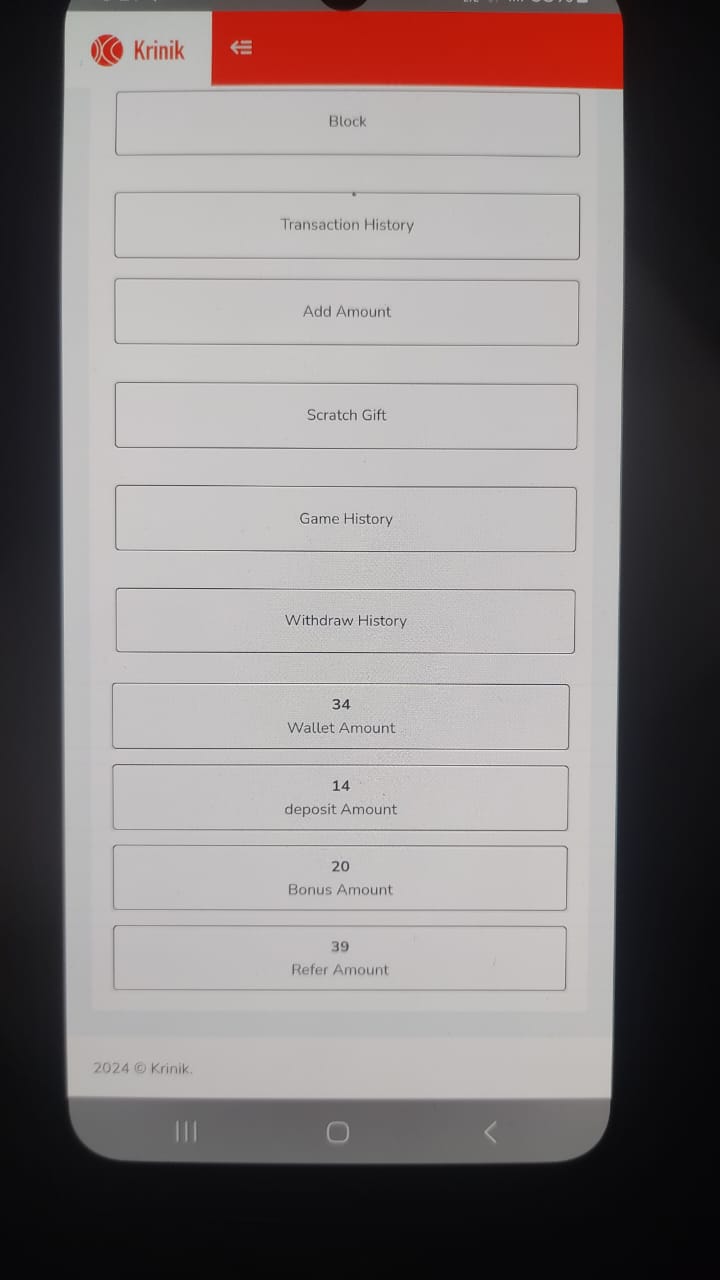 Krinik
Block
Transaction History
Add Amount
Scratch Gift
Game History
Withdraw History
34
Wallet Amount
14
deposit Amount
20
Bonus Amount
39
Refer Amount
2024 © Krinik.